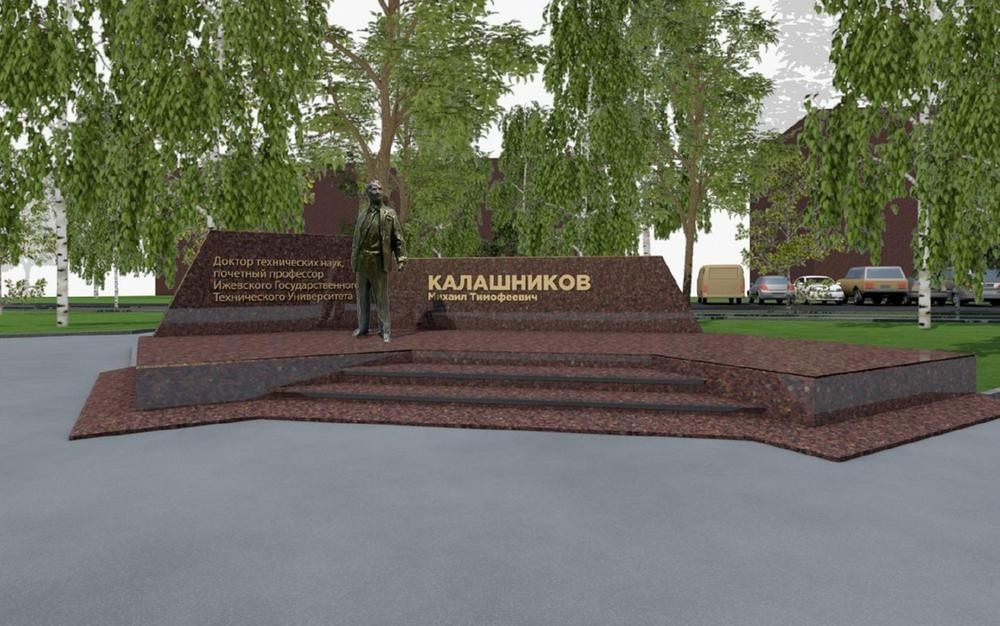 Доктор технических наук,
почетный профессор
Ижевского Государственного
Технического Университета
КАЛАШНИКОВ
Михаил Тимофеевич